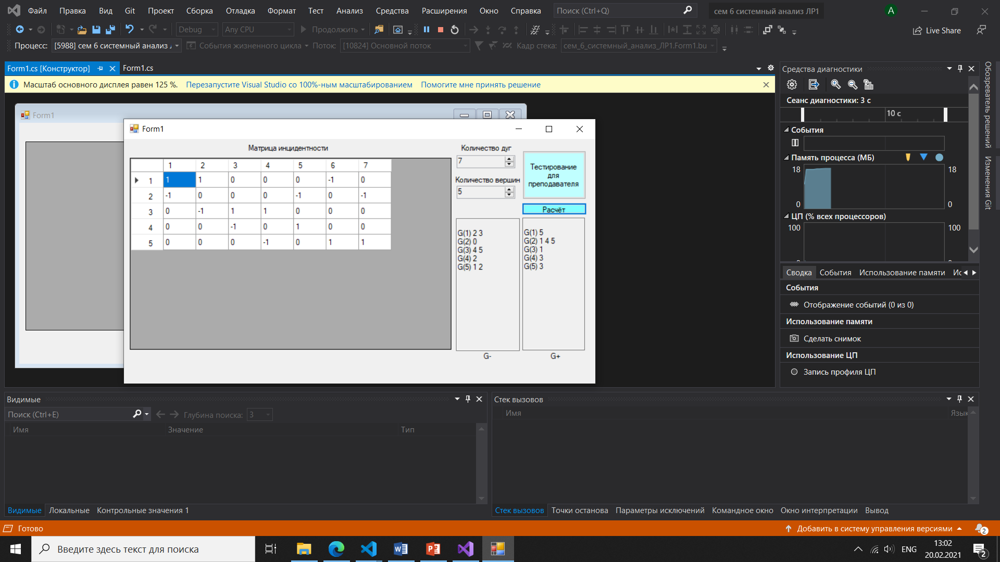 Файл Правка Вид Git Проект Сборка Отладка Формат Тест Анализ Средства Расширения Окно Справка Поиск (Ctrl+Q) сем 6 системный анализ ЛР1 A
Debug Any CPU Продолжить Live Share
Процесс: [5988] сем 6 системный анализ События жизненного цикла Поток: [10824] Основной поток Кадр стека: сем_6_системный_анализ_ЛР1.Form1.bu
Form1.cs [Конструктор] Form1.cs
Масштаб основного дисплея равен 125 %. Перезапустите Visual Studio со 100%-ным масштабированием Помогите мне принять решение
Form1
Form1
Матрица инцидентности
1 2 3 4 5 6 7
1 1 1 0 0 0 -1 0
2 -1 0 0 0 -1 0 -1
3 0 -1 1 1 0 0 0
4 0 0 -1 0 1 0 0
5 0 0 0 -1 0 1 1
Количество дуг
7
Количество вершин
5
Тестирование
для
преподавателя
Расчёт
G(1) 2 3
G(2) 0
G(3) 4 5
G(4) 2
G(5) 1 2
G-
G(1) 5
G(2) 1 4 5
G(3) 1
G(4) 3
G(5) 3
G+
Средства диагностики
Сеанс диагностики: 3 с
10 с
События
Память процесса (МБ)
18 18
0 0
ЦП (% всех процессоров)
100 100
Сводка События Использование памяти Ис
События
Отображение событий (0 из 0)
Использование памяти
Сделать снимок
Использование ЦП
Запись профиля ЦП
Обозреватель решений
Изменения Git
Видимые
Поиск (Ctrl+E) Глубина поиска: 3
Имя Значение Тип
Видимые Локальные Контрольные значения 1
Стек вызовов
Имя Язык
Стек вызовов Точки останова Параметры исключений Командное окно Окно интерпретации Вывод
Готово Добавить в систему управления версиями 2
Введите здесь текст для поиска
ENG
13:02
20.02.2021
2